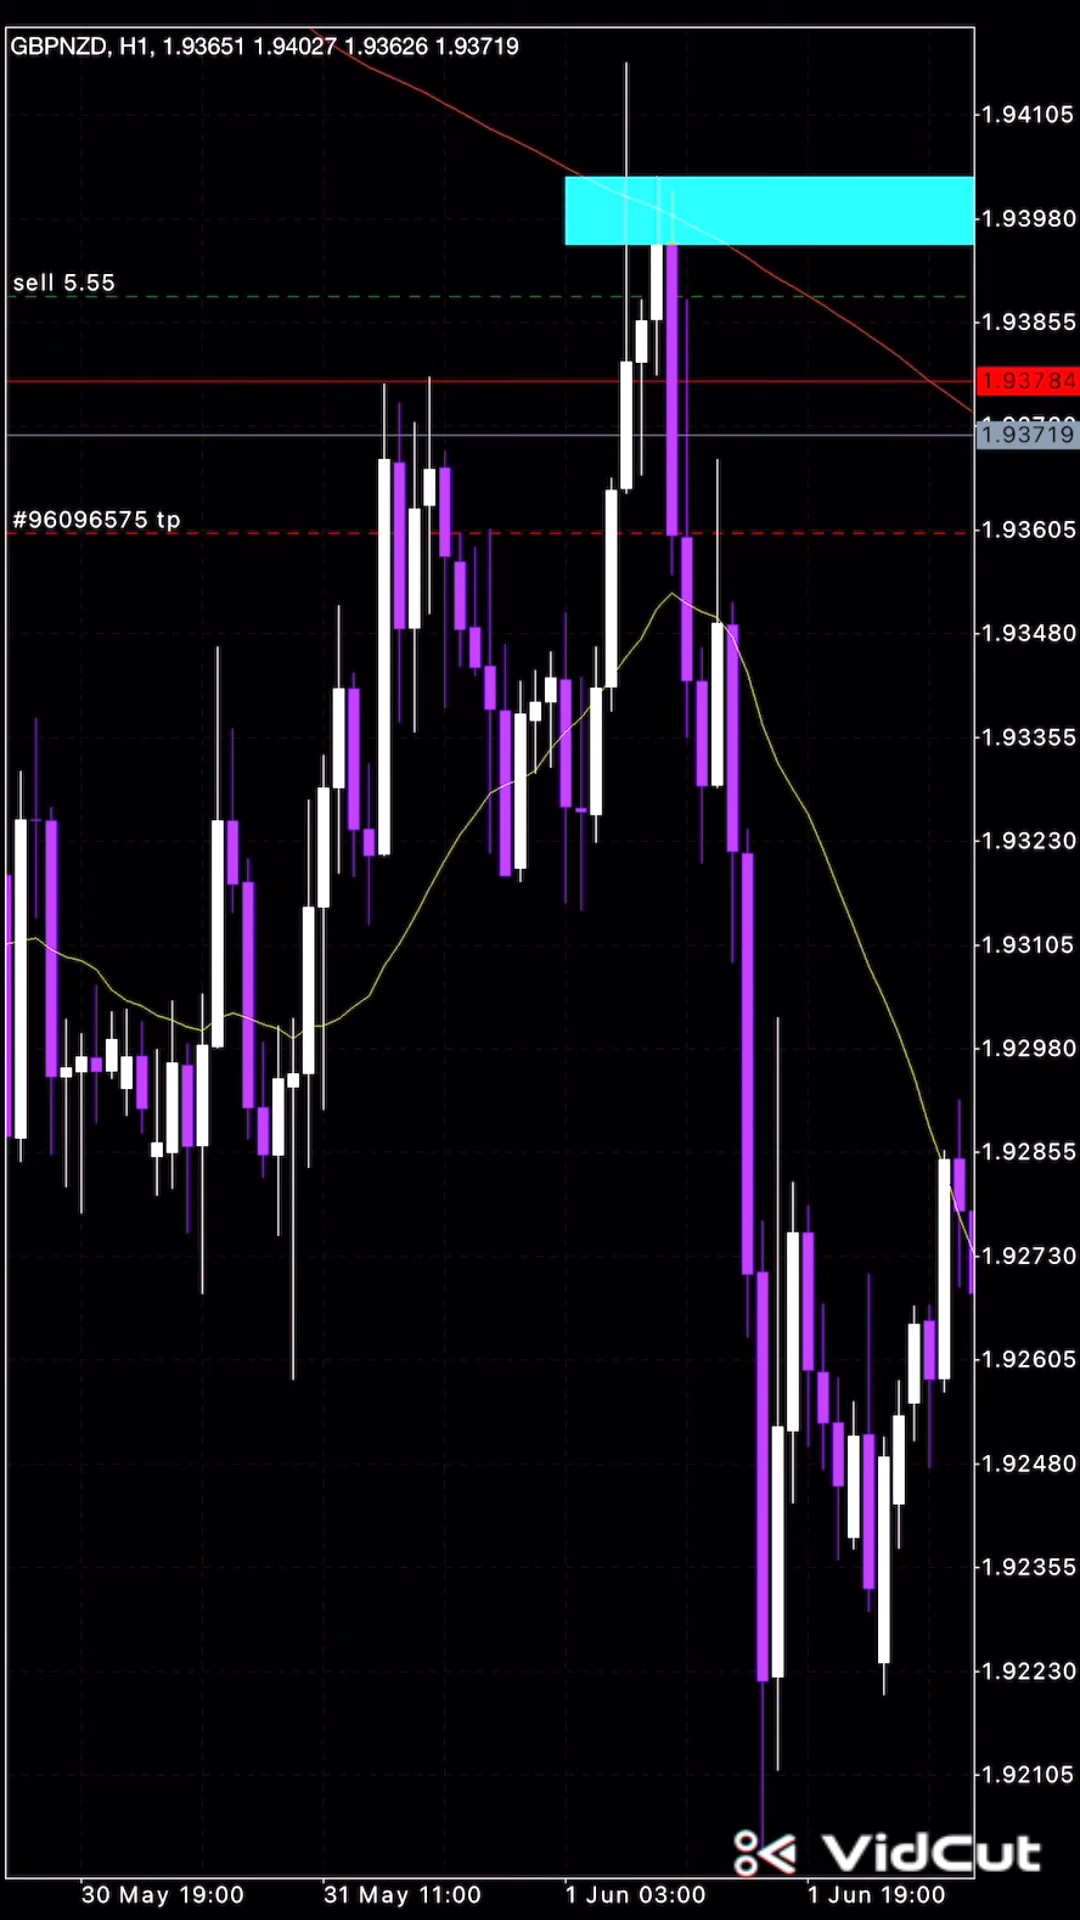 GBPNZD, H1, 1.93651 1.94027 1.93626 1.93719
1.94105
1.93980
sell 5.55
1.93855
1.93784
1.93719
#96096575 tp
1.93605
1.93480
1.93355
1.93230
1.93105
1.92980
1.92855
1.92730
1.92605
1.92480
1.92355
1.92230
1.92105
VidCut
30 May 19:00
31 May 11:00
1 Jun 03:00
1 Jun 19:00